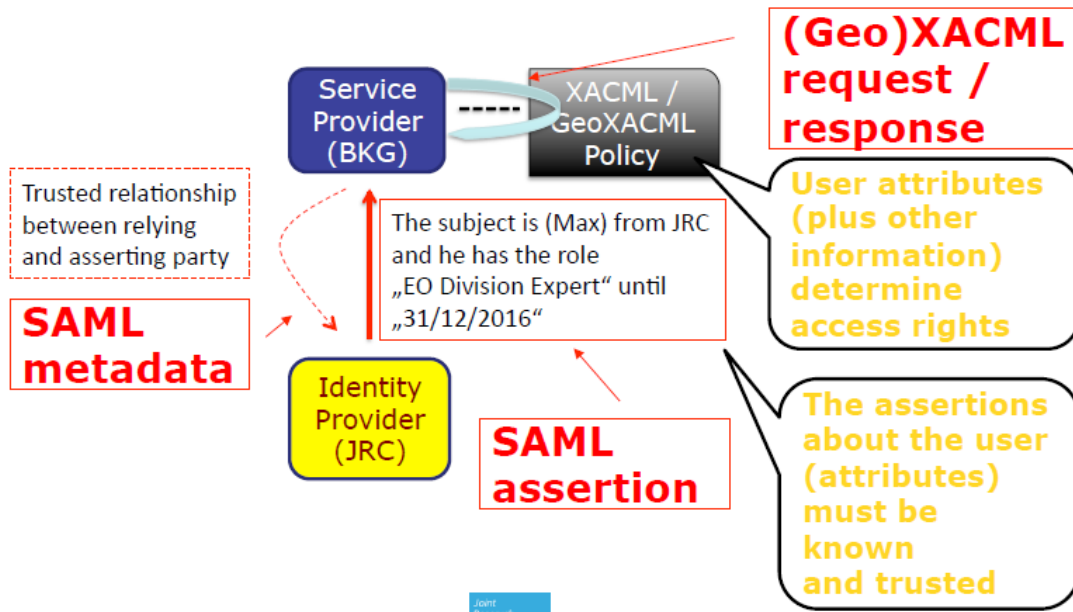 (Geo)XACML
request /
response
Service
Provider
(BKG)
XACML /
GeoXACML
Policy
Trusted relationship
between relying
and asserting party
The subject is (Max) from JRC
and he has the role
„EO Division Expert“ until
„31/12/2016“
User attributes
(plus other
information)
determine
access rights
SAML
metadata
Identity
Provider
(JRC)
SAML
assertion
The assertions
about the user
(attributes)
must be
known
and trusted
Joint